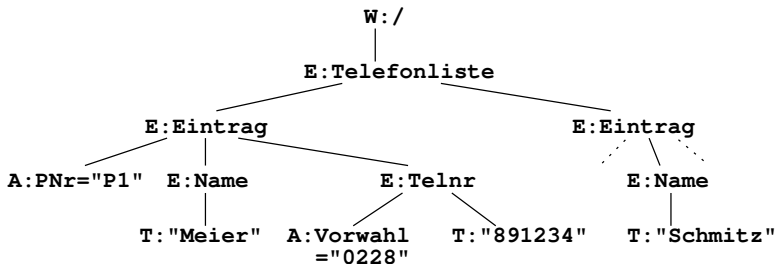 W:/
E:Telefonliste
E:Eintrag E:Eintrag
A:PNr="P1" E:Name E:Telnr E:Name
T:"Meier" A:Vorwahl T:"891234" T:"Schmitz"
="0228"